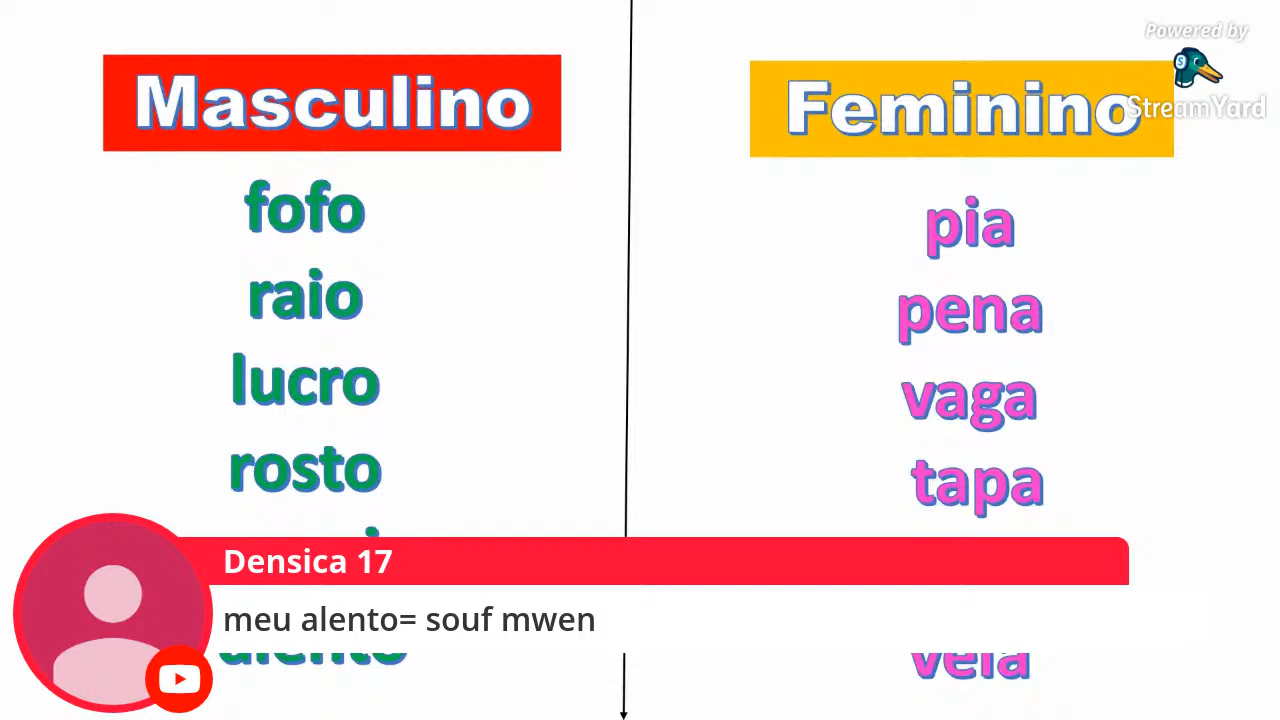 Powered by
StreamYard
Masculino
Feminino
fofo
pia
raio
pena
lucro
vaga
rosto
tapa
Densica 17
meu alento= souf mwen
alento